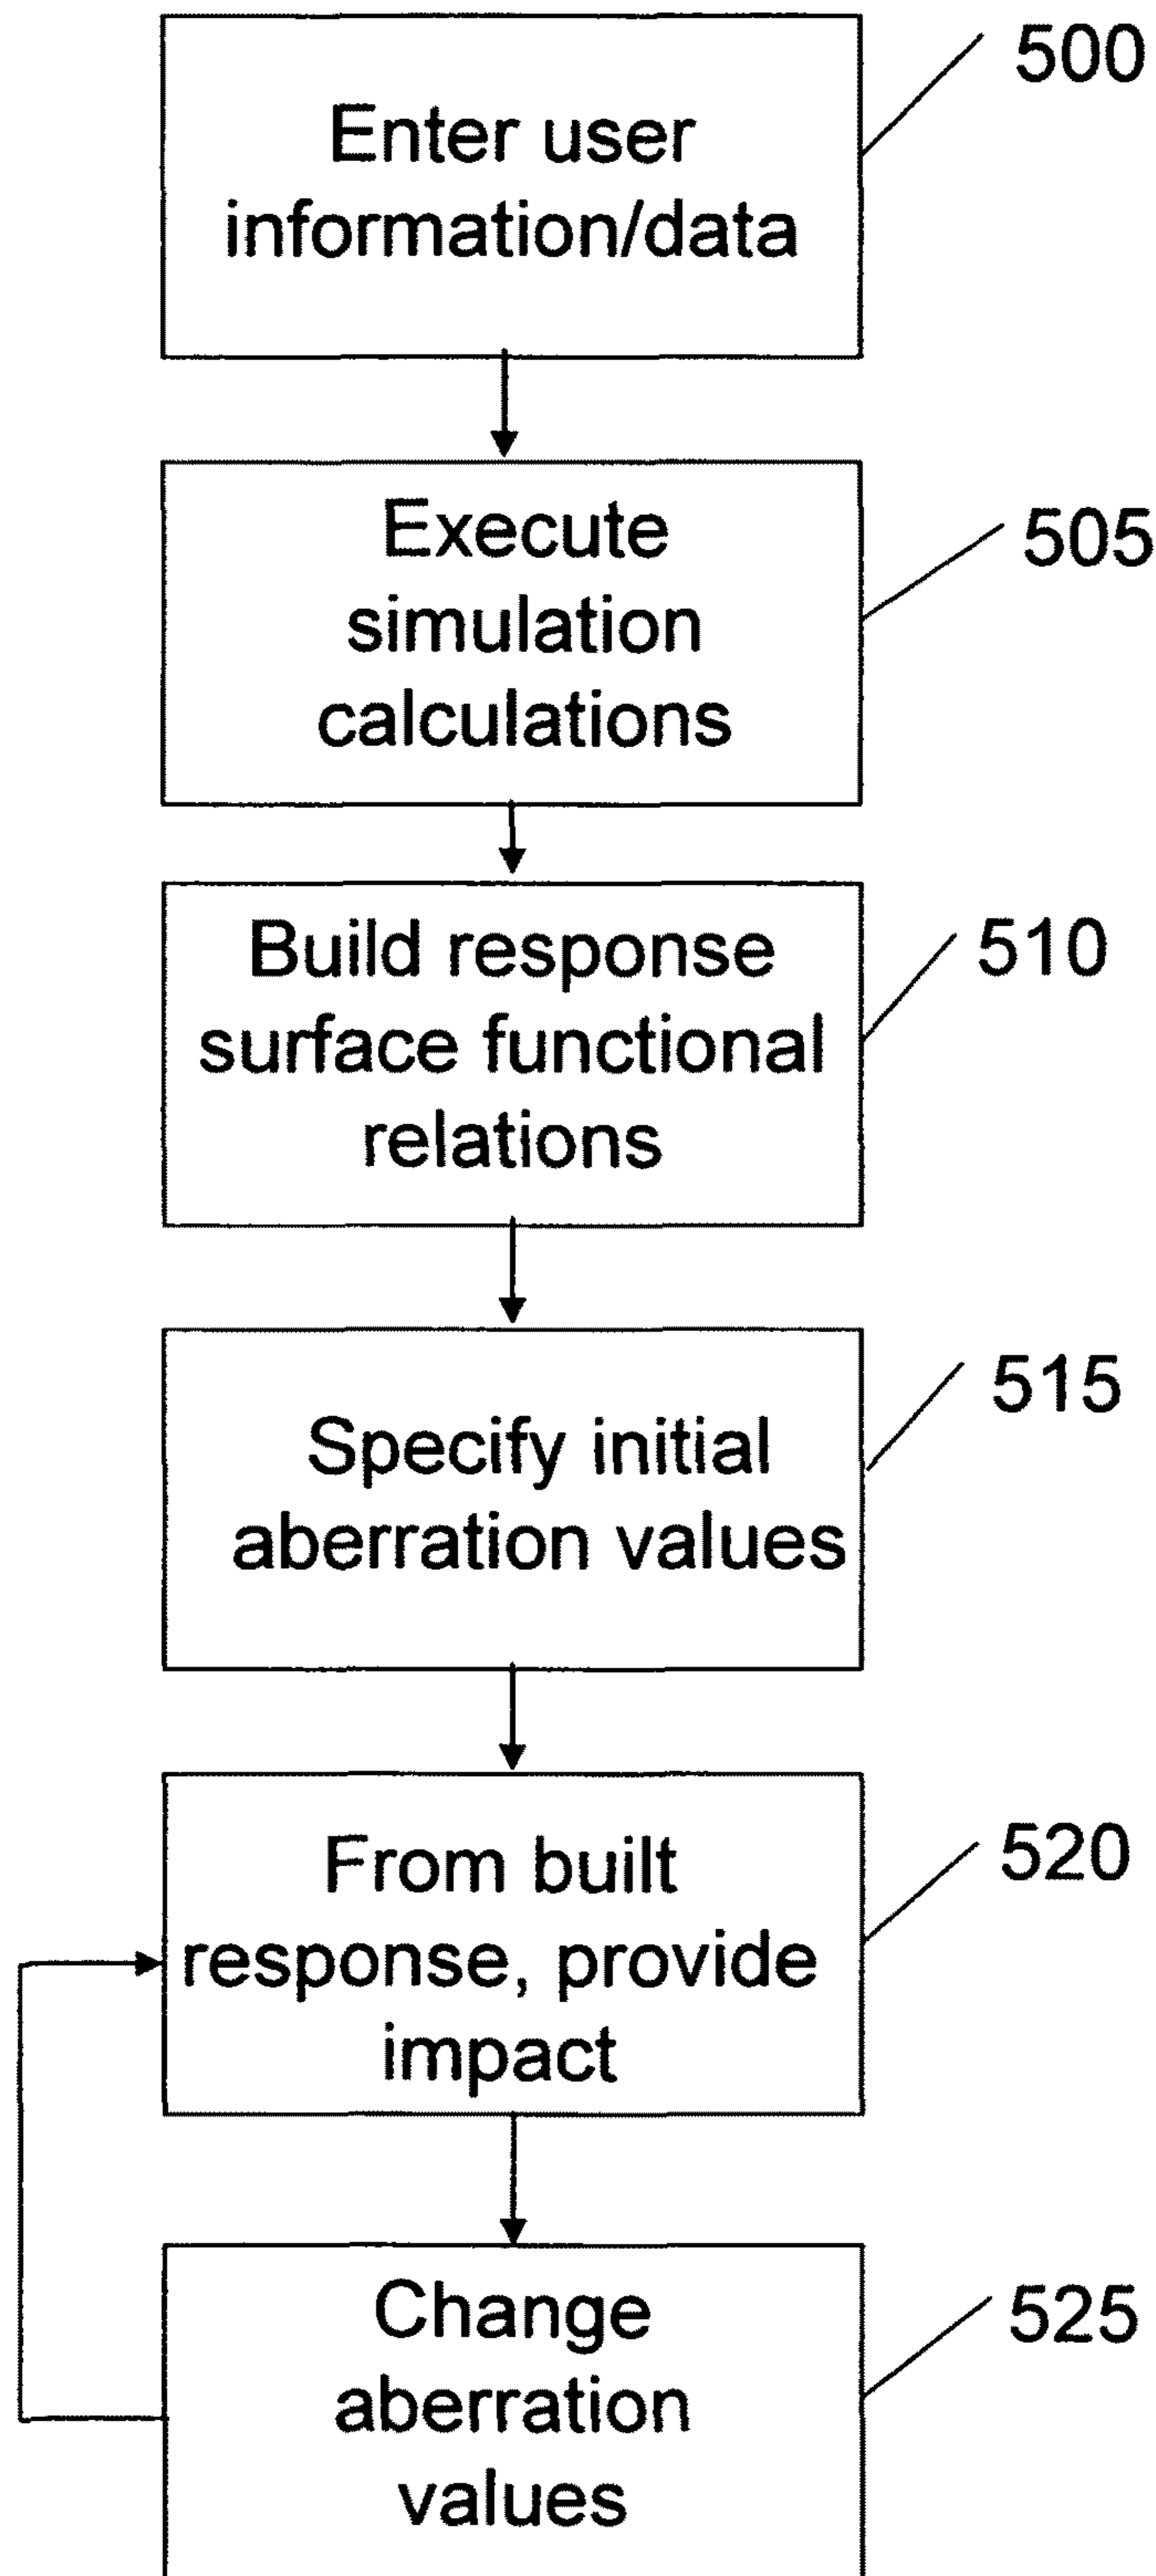 Enter user
information/data
500
Execute
simulation
calculations
505
Build response
surface functional
relations
510
Specify initial
aberration values
515
From built
response, provide
impact
520
Change
aberration
values
525